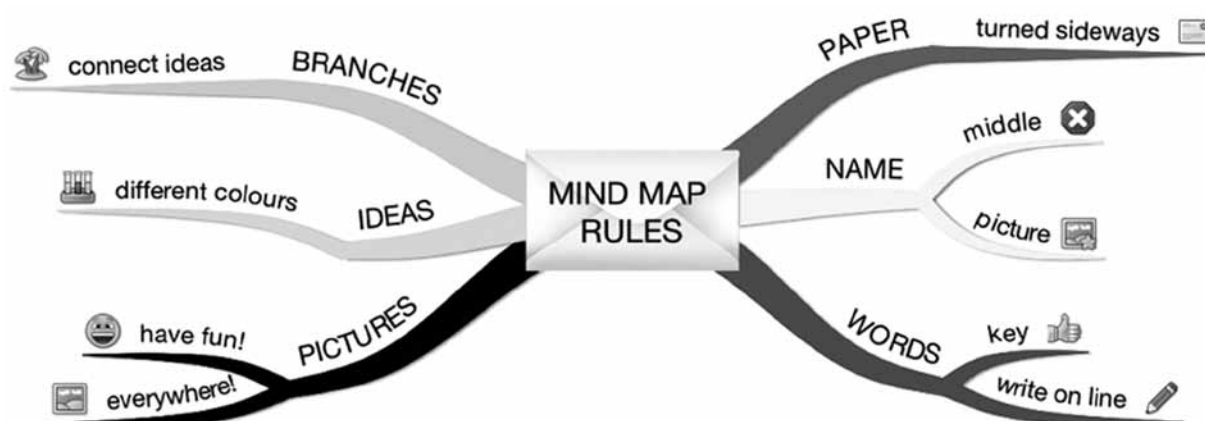 MIND MAP
RULES
PAPER
turned sideways
NAME
middle
picture
WORDS
key
write on line
PICTURES
everywhere!
have fun!
IDEAS
different colours
BRANCHES
connect ideas